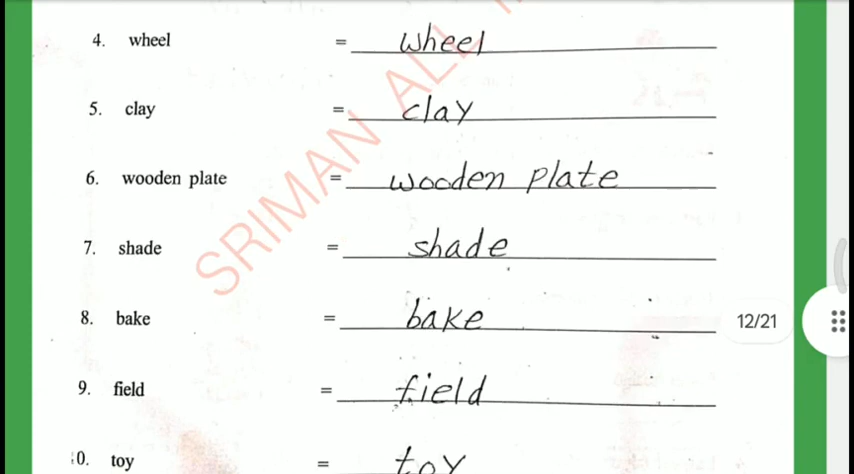 4. wheel = wheel
5. clay = clay
6. wooden plate = wooden plate
7. shade = shade
8. bake = bake
12/21
9. field = field
0. toy = toy
SRIMAN ALL